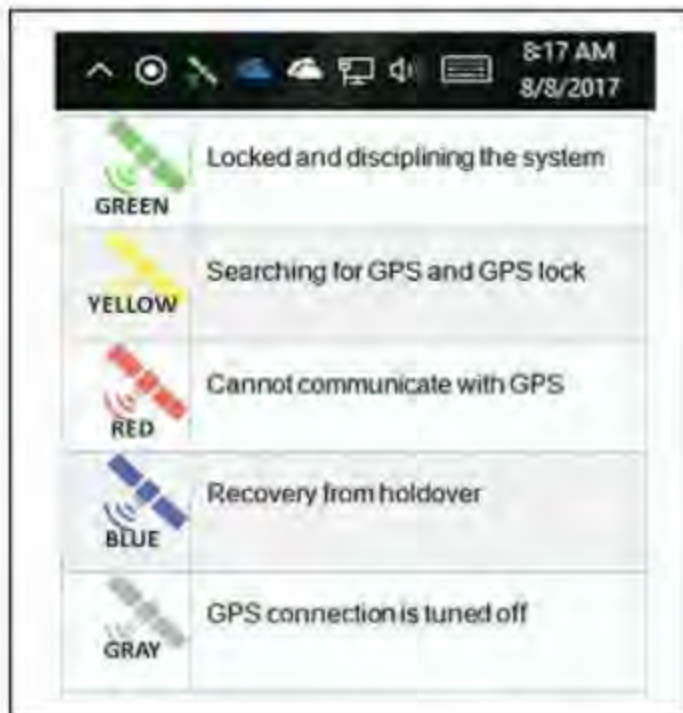 8:17 AM
8/8/2017
Locked and disciplining the system
GREEN
Searching for GPS and GPS lock
YELLOW
Cannot communicate with GPS
RED
Recovery from holdover
BLUE
GPS connection is tuned off
GRAY